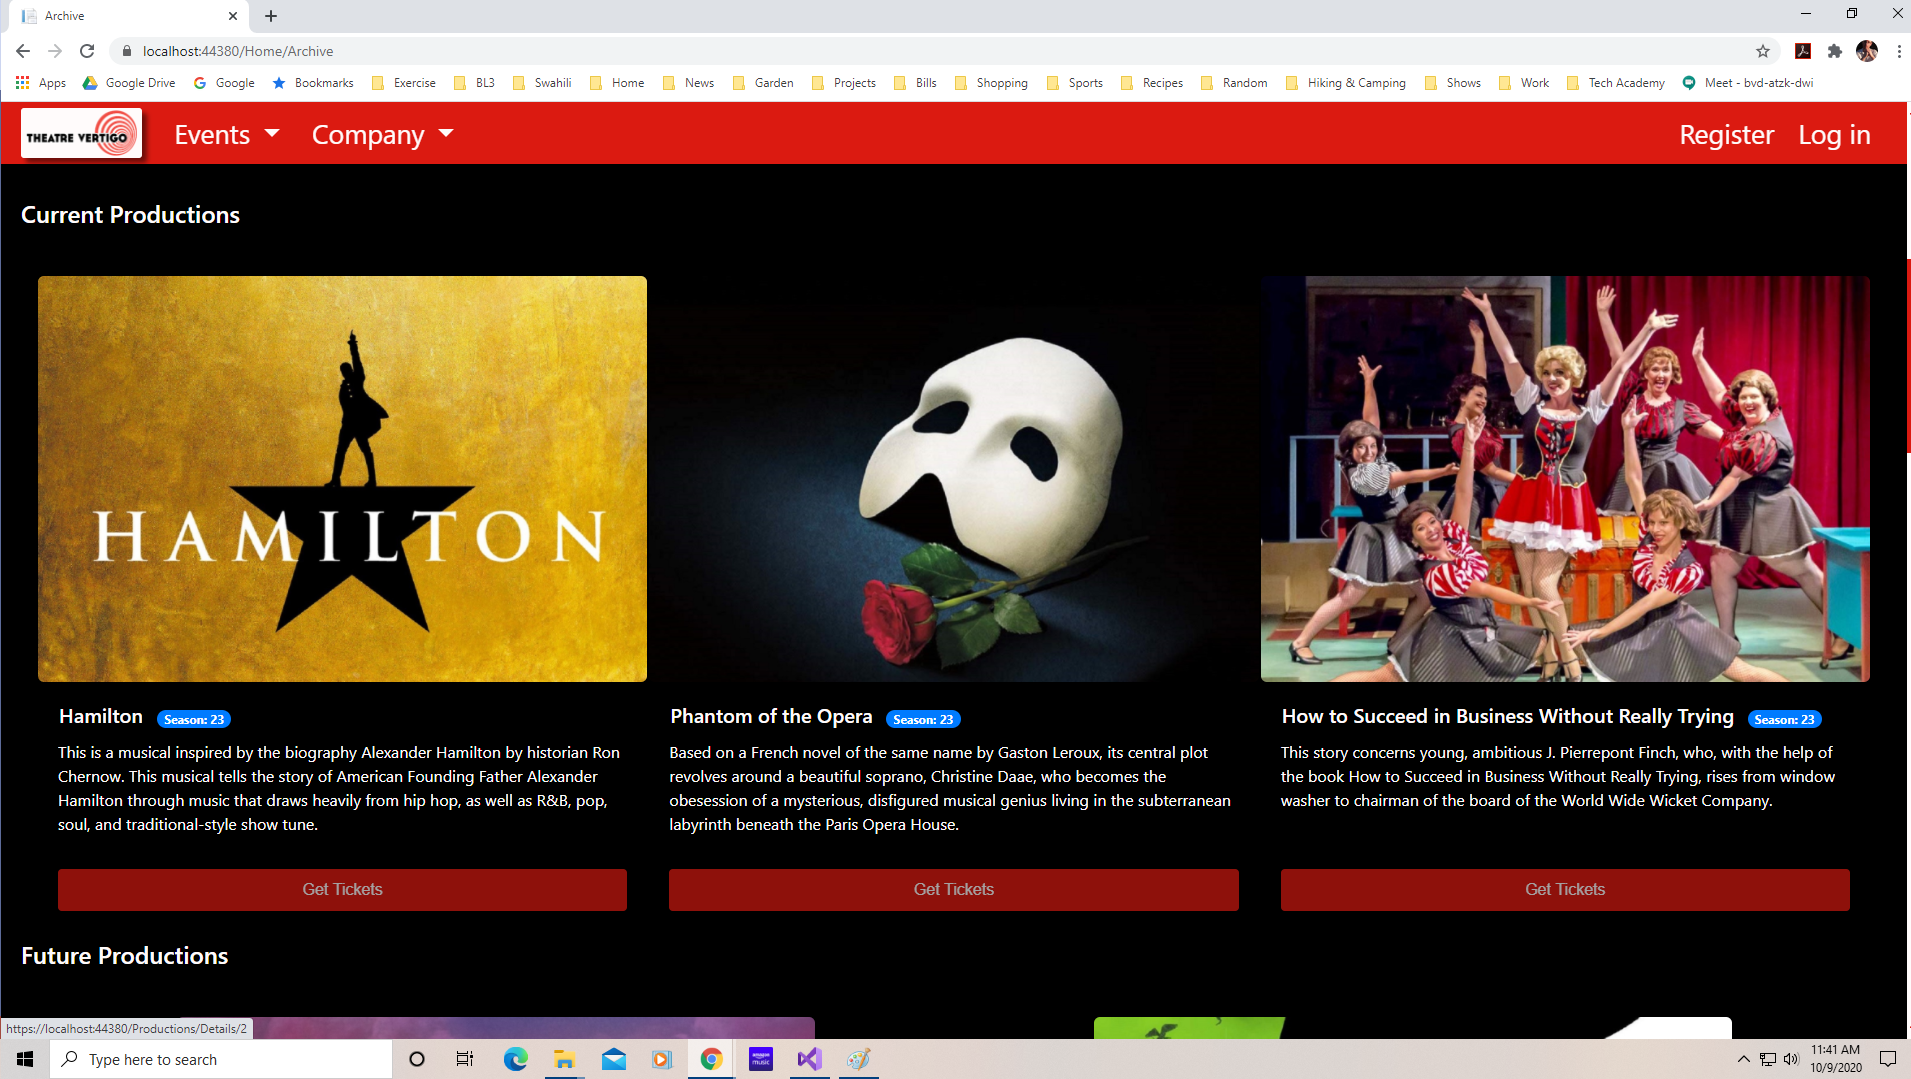 Archive
localhost:44380/Home/Archive
Apps Google Drive Google Bookmarks Exercise BL3 Swahili Home News Garden Projects Bills Shopping Sports Recipes Random Hiking & Camping Shows Work Tech Academy Meet - bvd-atzk-dwi
THEATRE VERTIGO Events Company Register Log in
Current Productions
HAMILTON
Hamilton Season: 23
This is a musical inspired by the biography Alexander Hamilton by historian Ron
Chernow. This musical tells the story of American Founding Father Alexander
Hamilton through music that draws heavily from hip hop, as well as R&B, pop,
soul, and traditional-style show tune.
Get Tickets
Phantom of the Opera Season: 23
Based on a French novel of the same name by Gaston Leroux, its central plot
revolves around a beautiful soprano, Christine Daae, who becomes the
obesession of a mysterious, disfigured musical genius living in the subterranean
labyrinth beneath the Paris Opera House.
Get Tickets
How to Succeed in Business Without Really Trying Season: 23
This story concerns young, ambitious J. Pierrepont Finch, who, with the help of
the book How to Succeed in Business Without Really Trying, rises from window
washer to chairman of the board of the World Wide Wicket Company.
Get Tickets
Future Productions
https://localhost:44380/Productions/Details/2
Type here to search
amazon
music
11:41 AM
10/9/2020